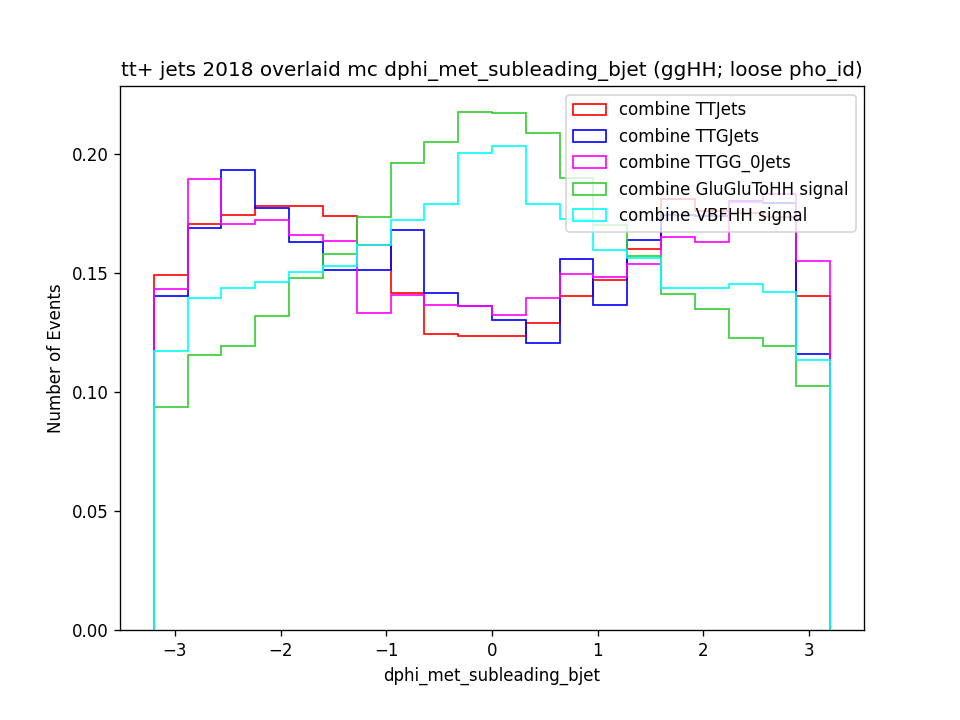 tt+ jets 2018 overlaid mc dphi_met_subleading_bjet (ggHH; loose pho_id)
combine TTJets
combine TTGJets
combine TTGG_0Jets
combine GluGluToHH signal
combine VBFHH signal
0.20
0.15
0.10
0.05
0.00
Number of Events
−3 −2 −1 0 1 2 3
dphi_met_subleading_bjet